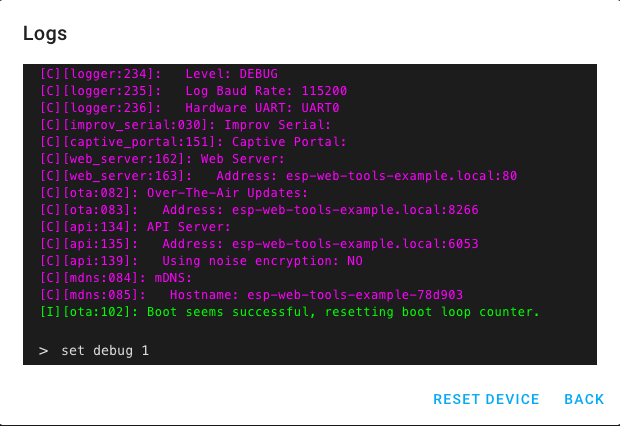 Logs
[C][logger:234]:   Level: DEBUG
[C][logger:235]:   Log Baud Rate: 115200
[C][logger:236]:   Hardware UART: UART0
[C][improv_serial:030]: Improv Serial:
[C][captive_portal:151]: Captive Portal:
[C][web_server:162]: Web Server:
[C][web_server:163]:   Address: esp-web-tools-example.local:80
[C][ota:082]: Over-The-Air Updates:
[C][ota:083]:   Address: esp-web-tools-example.local:8266
[C][api:134]: API Server:
[C][api:135]:   Address: esp-web-tools-example.local:6053
[C][api:139]:   Using noise encryption: NO
[C][mdns:084]: mDNS:
[C][mdns:085]:   Hostname: esp-web-tools-example-78d903
[I][ota:102]: Boot seems successful, resetting boot loop counter.
> set debug 1
RESET DEVICE BACK